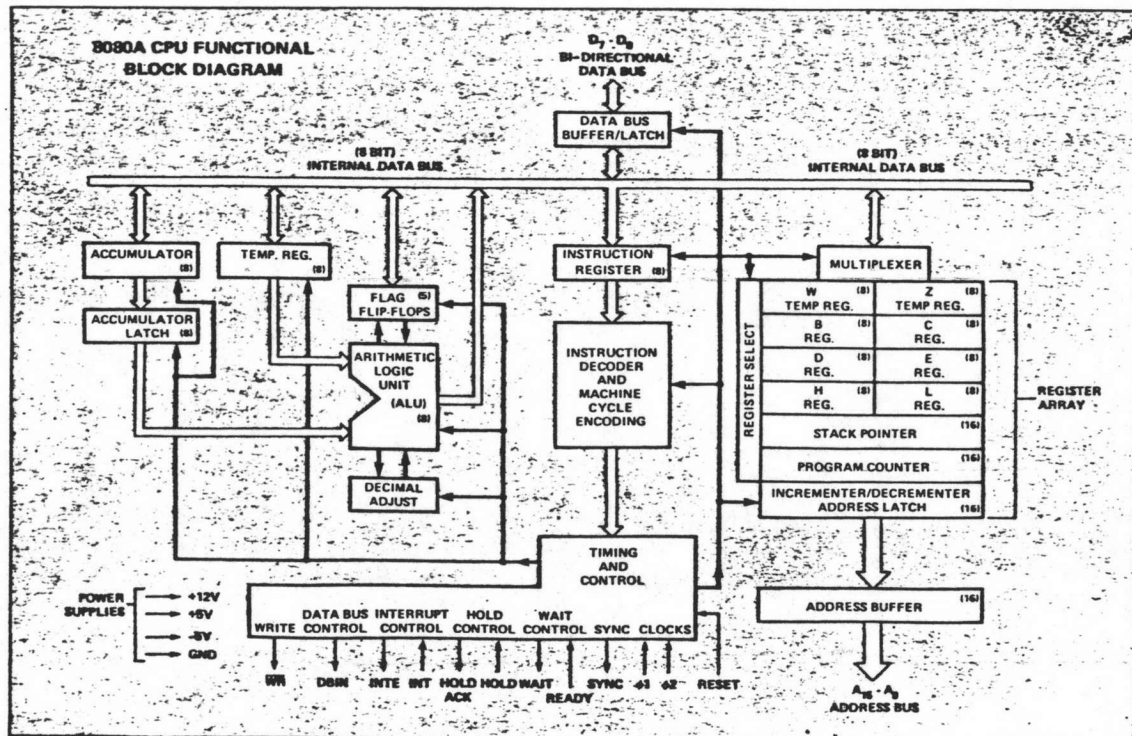 8080A CPU FUNCTIONAL
BLOCK DIAGRAM
D7 - D0
BI-DIRECTIONAL
DATA BUS
DATA BUS
BUFFER/LATCH
(8 BIT)
INTERNAL DATA BUS
(8 BIT)
INTERNAL DATA BUS
ACCUMULATOR
(8)
TEMP. REG.
(8)
INSTRUCTION
REGISTER (8)
MULTIPLEXER
ACCUMULATOR
LATCH (8)
FLAG (5)
FLIP-FLOPS
ARITHMETIC
LOGIC
UNIT
(ALU)
(8)
DECIMAL
ADJUST
INSTRUCTION
DECODER
AND
MACHINE
CYCLE
ENCODING
REGISTER SELECT
W (8)
TEMP REG.
Z (8)
TEMP REG.
B (8)
REG.
C (8)
REG.
D (8)
REG.
E (8)
REG.
H (8)
REG.
L (8)
REG.
STACK POINTER (16)
PROGRAM COUNTER (16)
INCREMENTER/DECREMENTER
ADDRESS LATCH (16)
REGISTER
ARRAY
TIMING
AND
CONTROL
WRITE
DATA BUS
CONTROL
INTERRUPT
CONTROL
HOLD
CONTROL
WAIT
CONTROL
SYNC
CLOCKS
ADDRESS BUFFER (16)
POWER
SUPPLIES
+12V
+5V
-5V
GND
WR
DBIN
INTE
INT
HOLD
ACK
HOLD
WAIT
READY
SYNC
ϕ1
ϕ2
RESET
A15 - A0
ADDRESS BUS